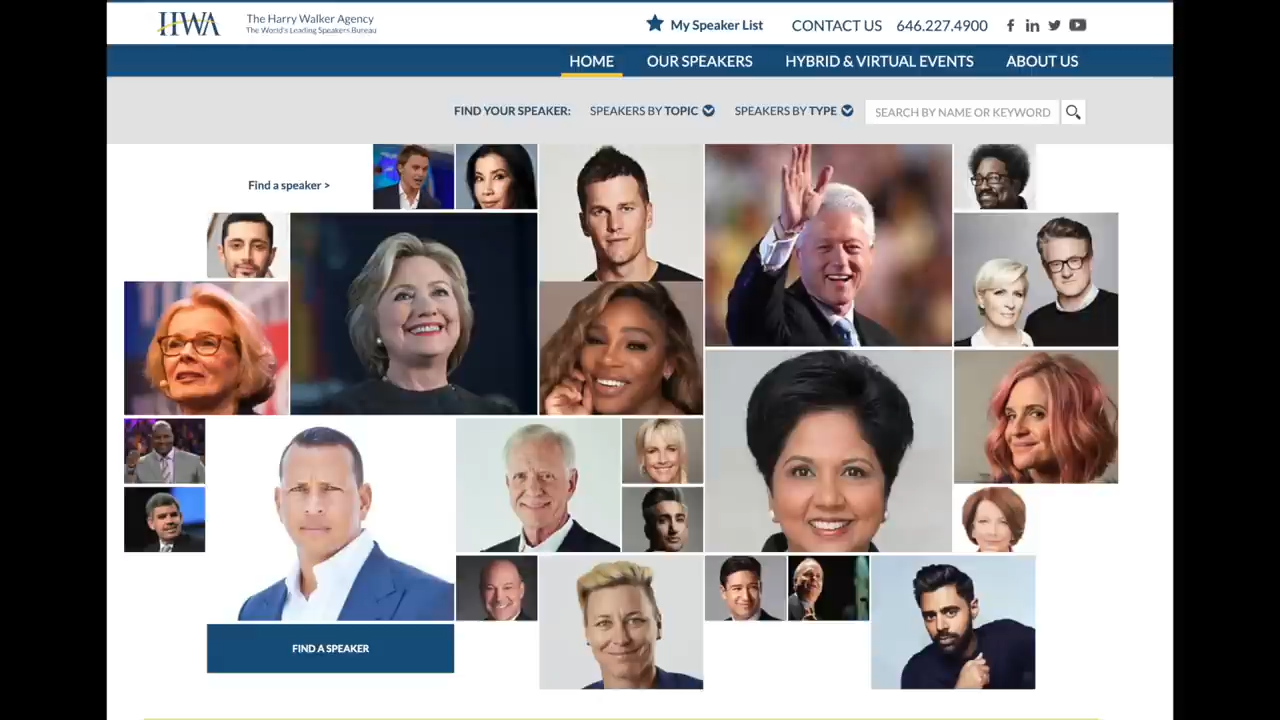 HWA
The Harry Walker Agency
The World's Leading Speakers Bureau
My Speaker List
CONTACT US
646.227.4900
HOME
OUR SPEAKERS
HYBRID & VIRTUAL EVENTS
ABOUT US
FIND YOUR SPEAKER:
SPEAKERS BY TOPIC
SPEAKERS BY TYPE
SEARCH BY NAME OR KEYWORD
Find a speaker >
FIND A SPEAKER